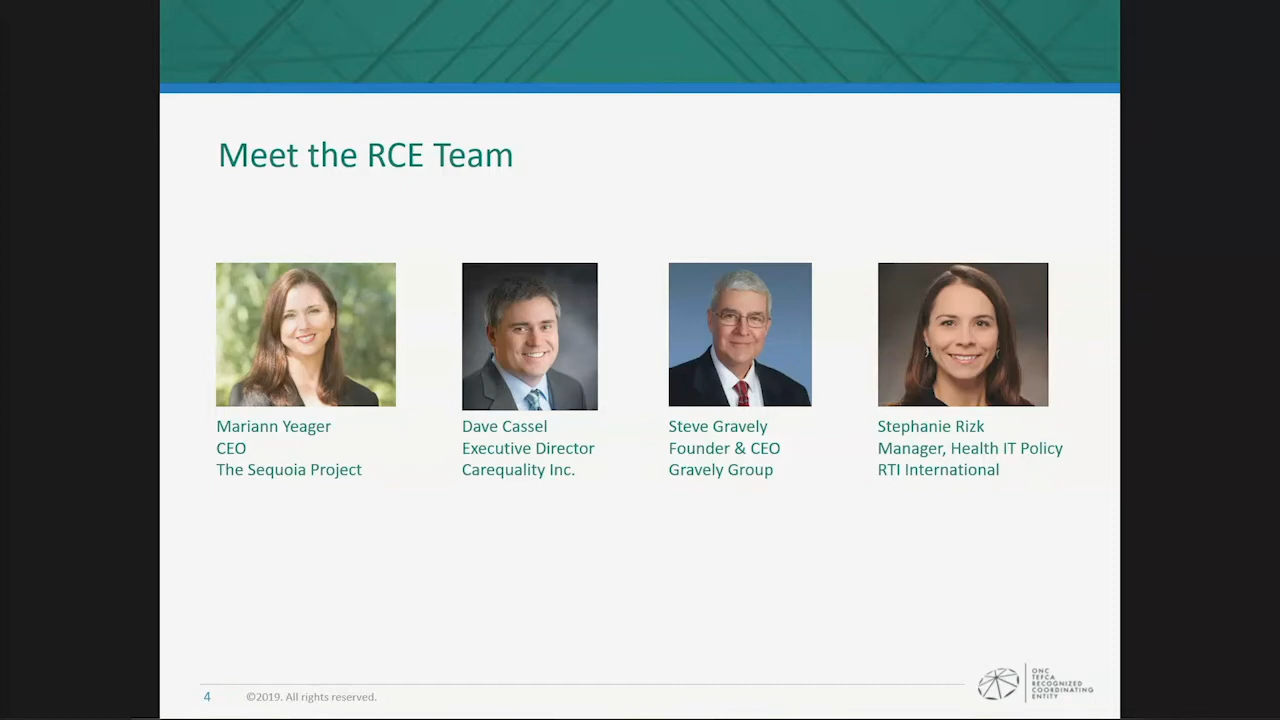 Meet the RCE Team
Mariann Yeager
CEO
The Sequoia Project
Dave Cassel
Executive Director
Carequality Inc.
Steve Gravely
Founder & CEO
Gravely Group
Stephanie Rizk
Manager, Health IT Policy
RTI International
4
©2019. All rights reserved.
ONC
TEFCA
RECOGNIZED
COORDINATING
ENTITY